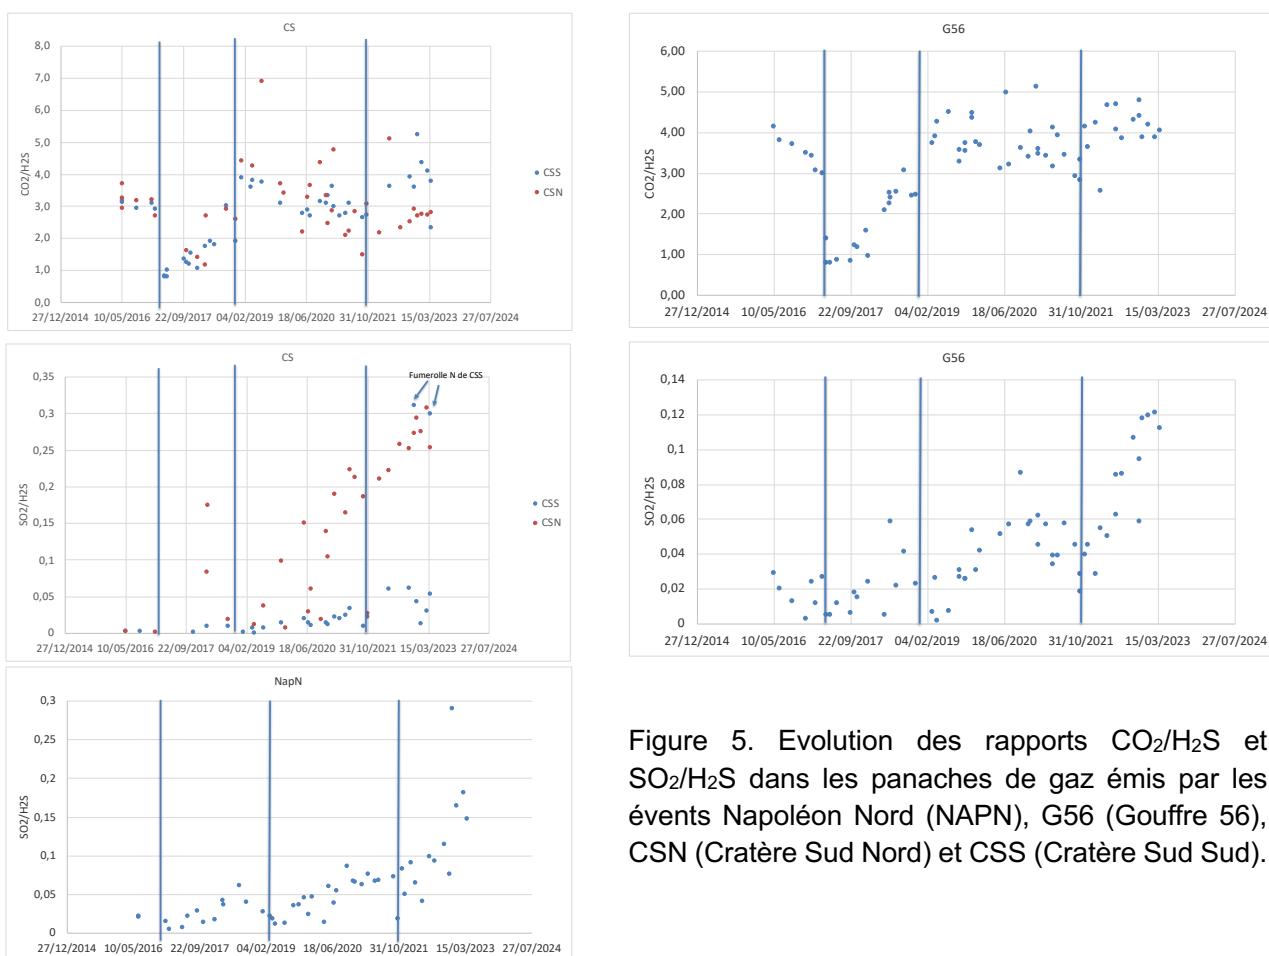 CS
CO2/H2S
8,0
7,0
6,0
5,0
4,0
3,0
2,0
1,0
0,0
27/12/2014 10/05/2016 22/09/2017 04/02/2019 18/06/2020 31/10/2021 15/03/2023 27/07/2024
CSS
CSN
G56
CO2/H2S
6,00
5,00
4,00
3,00
2,00
1,00
0,00
27/12/2014 10/05/2016 22/09/2017 04/02/2019 18/06/2020 31/10/2021 15/03/2023 27/07/2024
CS
Fumerolle N de CSS
SO2/H2S
0,35
0,3
0,25
0,2
0,15
0,1
0,05
0
27/12/2014 10/05/2016 22/09/2017 04/02/2019 18/06/2020 31/10/2021 15/03/2023 27/07/2024
CSS
CSN
G56
SO2/H2S
0,14
0,12
0,1
0,08
0,06
0,04
0,02
0
27/12/2014 10/05/2016 22/09/2017 04/02/2019 18/06/2020 31/10/2021 15/03/2023 27/07/2024
NapN
SO2/H2S
0,3
0,25
0,2
0,15
0,1
0,05
0
27/12/2014 10/05/2016 22/09/2017 04/02/2019 18/06/2020 31/10/2021 15/03/2023 27/07/2024
Figure 5. Evolution des rapports CO₂/H₂S et
SO₂/H₂S dans les panaches de gaz émis par les
évents Napoléon Nord (NAPN), G56 (Gouffre 56),
CSN (Cratère Sud Nord) et CSS (Cratère Sud Sud).